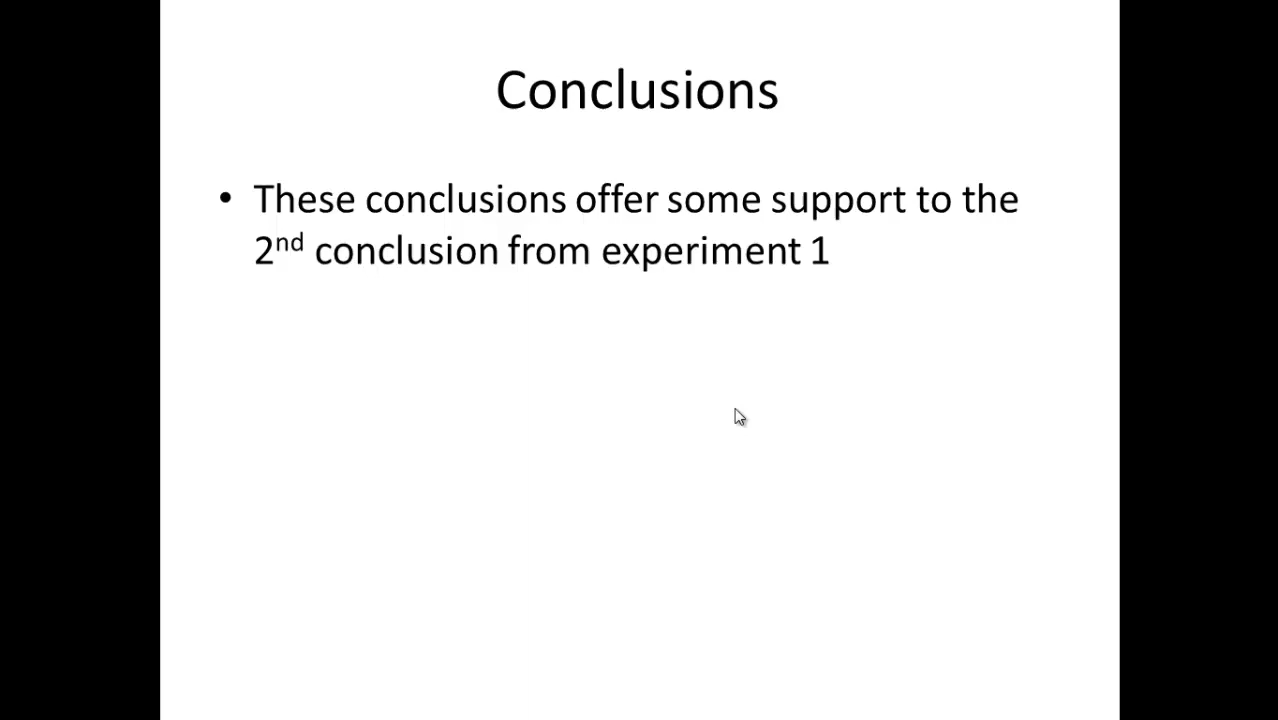 Conclusions
• These conclusions offer some support to the
2nd conclusion from experiment 1